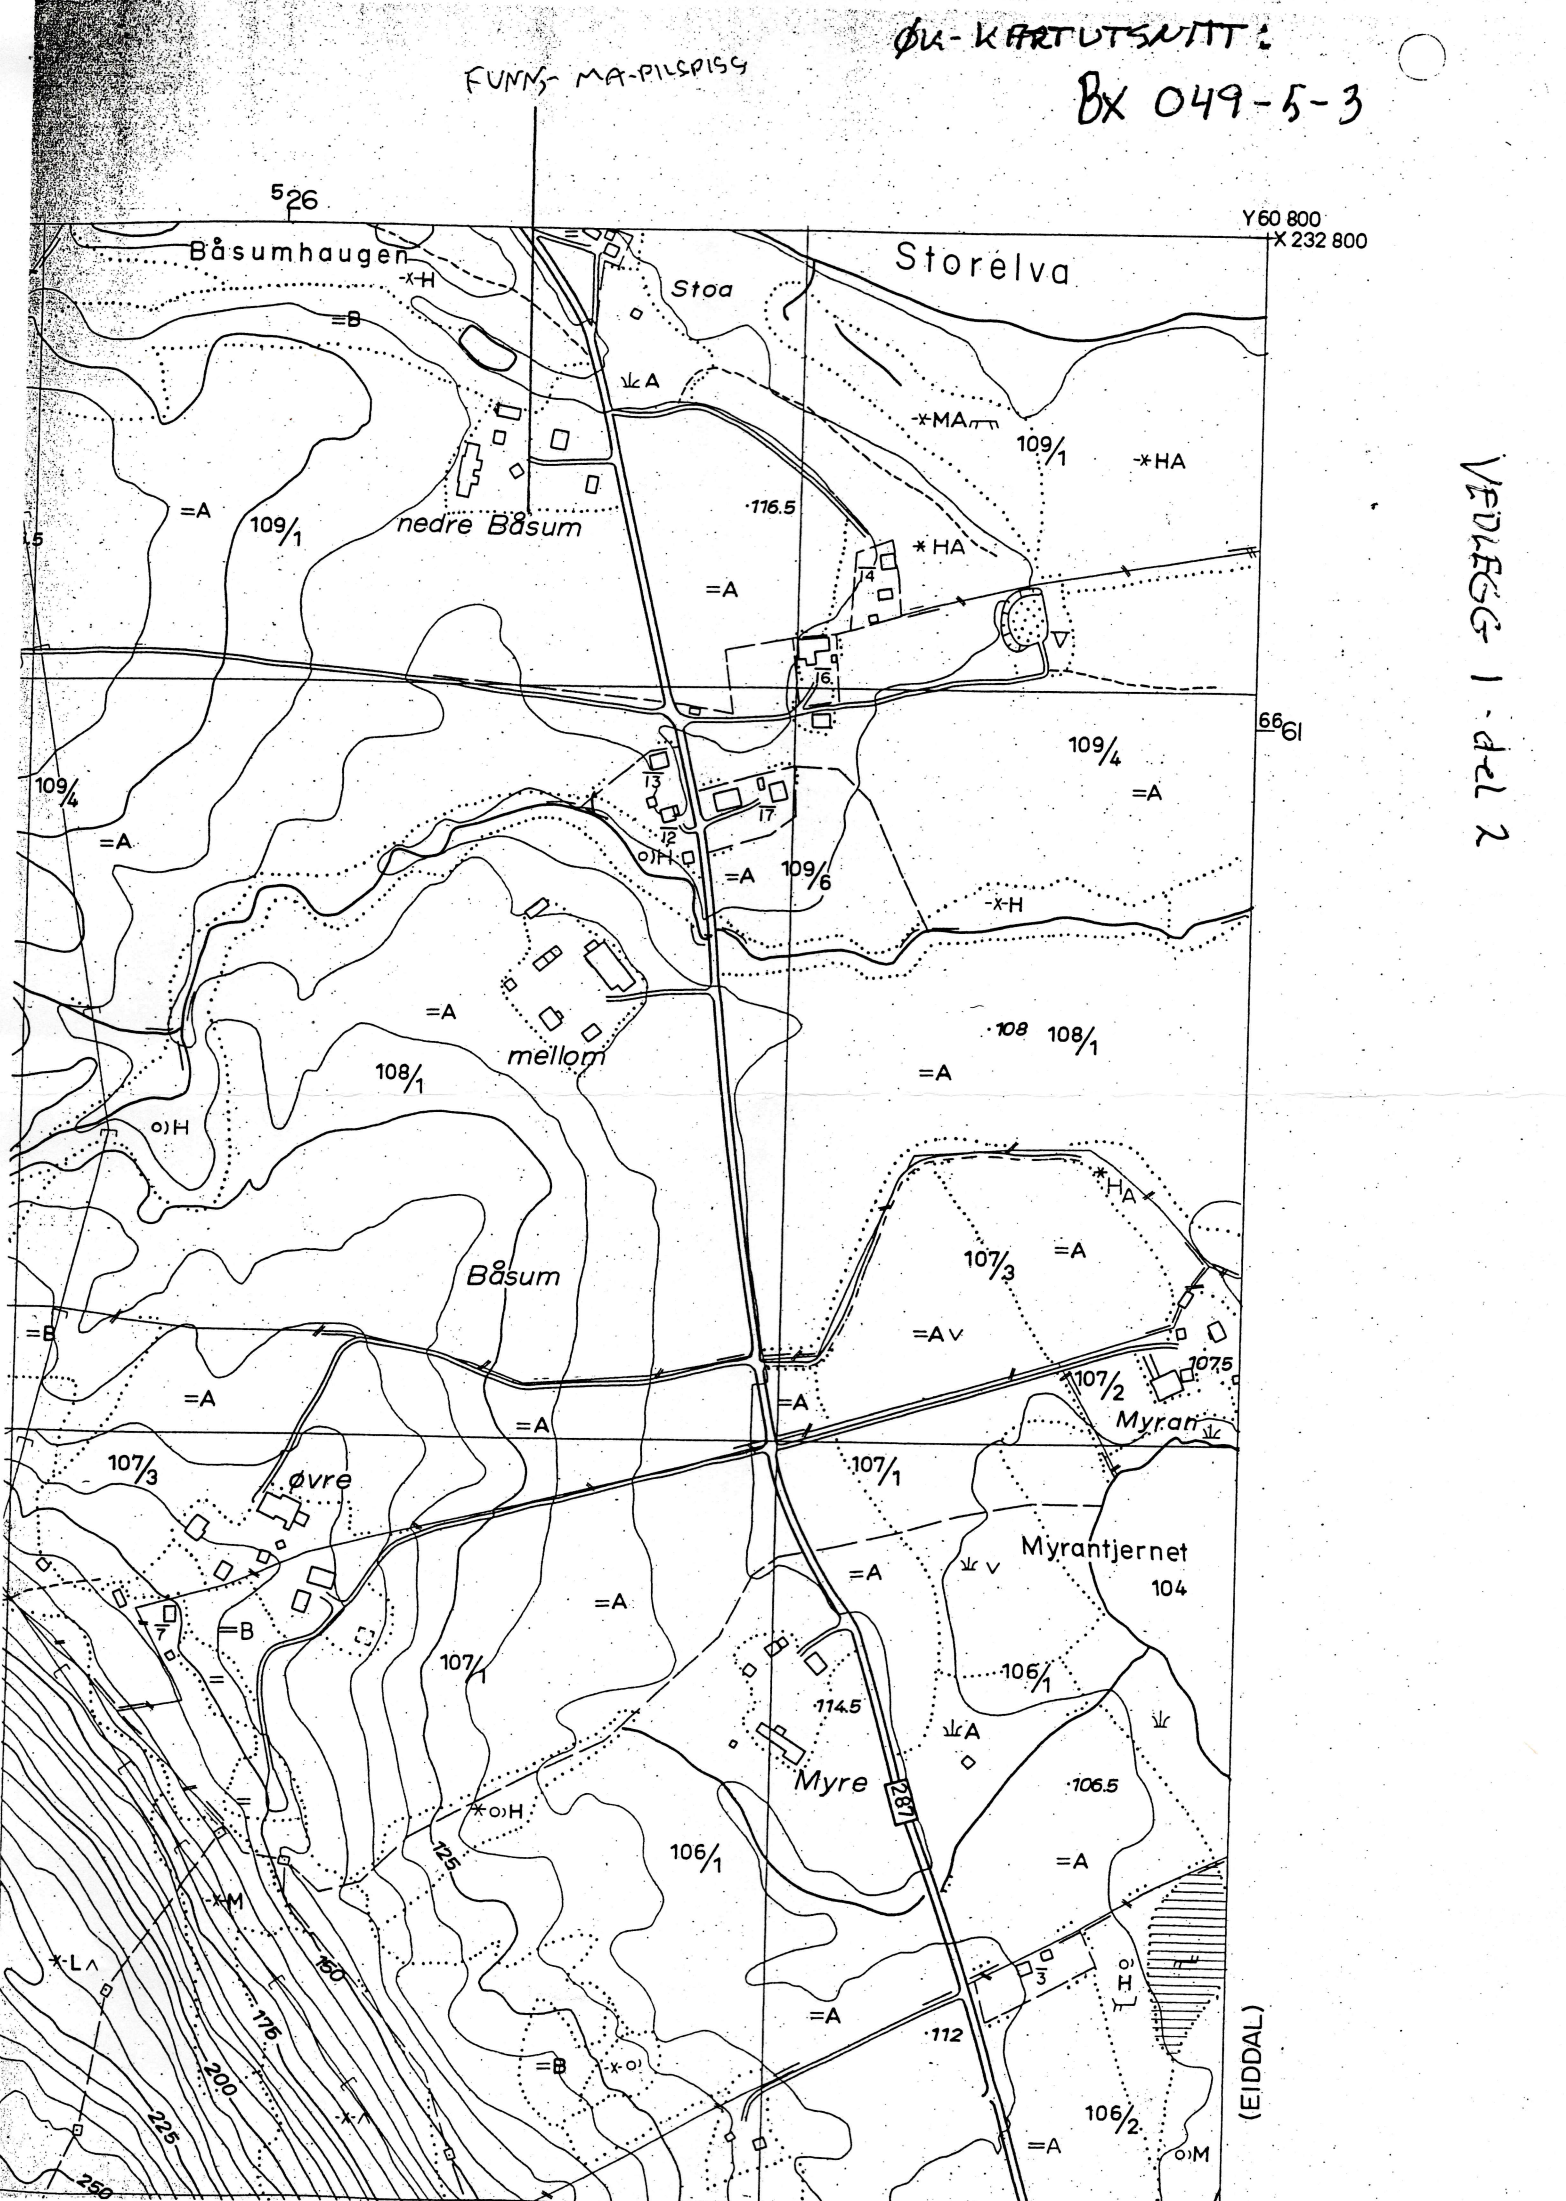 ØK-KARTUTSNITT:
FUNN, MA-PILSPISS
BX 049-5-3
526
Y 60 800
X 232 800
Båsumhaugen
Storelva
-x-H
Stoa
=
=B
A
-x-MA
109/1
-*HA
=A
109/1
·116.5
nedre Båsum
*HA
14
=A
16
6661
109/4
109/4
13
=A
17
=A
12
o)H
=A
109/6
-x-H
=A
·108
108/1
mellom
108/1
=A
o)H
*HA
107/3
=A
Båsum
=B
=A v
107.5
107/2
=A
=A
=A
Myran
107/3
øvre
107/1
Myrantjernet
v
=A
104
=A
7
=B
107/1
106/1
=
·114.5
A
Myre
287
·106.5
=
*o)H
125
106/1
=A
-x-M
*-L ʌ
150
3
o)
H
175
=A
·112
200
=B
-x-o)
-x-ʌ
225
106/2
=A
o)M
250
(EIDDAL)
VEDLEGG 1 - del 2